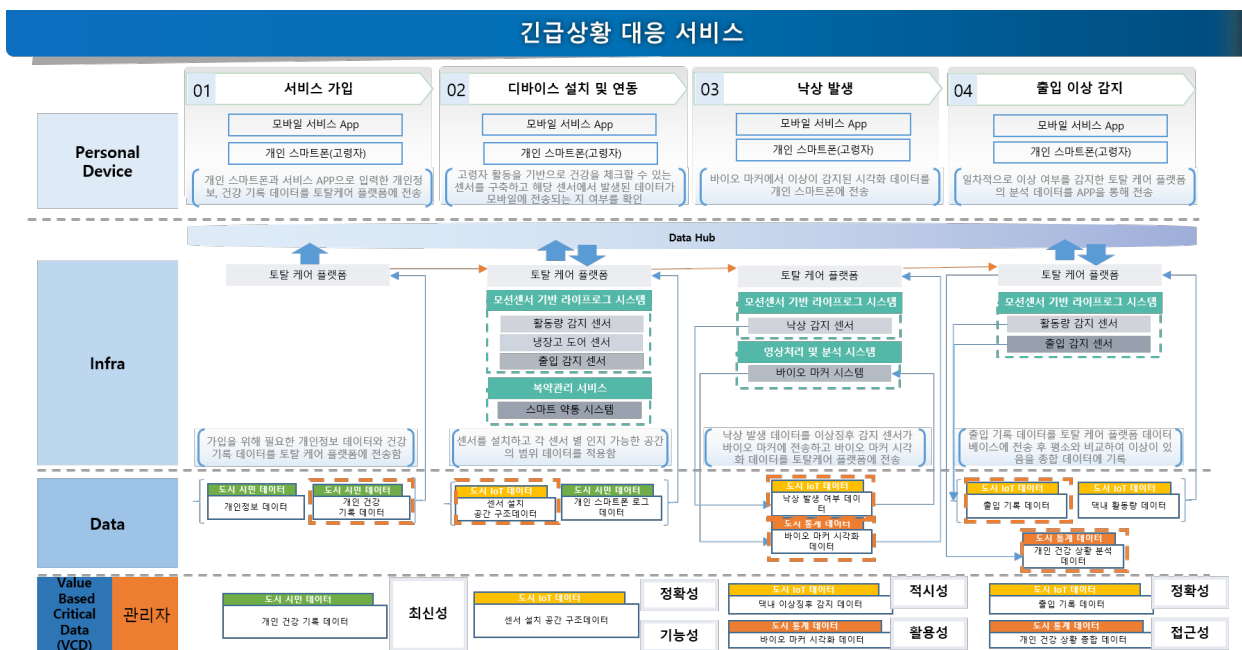 긴급상황 대응 서비스
01 서비스 가입
02 디바이스 설치 및 연동
03 낙상 발생
04 출입 이상 감지
Personal
Device
모바일 서비스 App
개인 스마트폰(고령자)
개인 스마트폰과 서비스 APP으로 입력한 개인정
보, 건강 기록 데이터를 토탈케어 플랫폼에 전송
모바일 서비스 App
개인 스마트폰(고령자)
고령자 활동을 기반으로 건강을 체크할 수 있는
센서를 구축하고 해당 센서에서 발생된 데이터가
모바일에 전송되는 지 여부를 확인
모바일 서비스 App
개인 스마트폰(고령자)
바이오 마커에서 이상이 감지된 시각화 데이터를
개인 스마트폰에 전송
모바일 서비스 App
개인 스마트폰(고령자)
일차적으로 이상 여부를 감지한 토탈 케어 플랫폼
의 분석 데이터를 APP을 통해 전송
Data Hub
Infra
토탈 케어 플랫폼
가입을 위해 필요한 개인정보 데이터와 건강
기록 데이터를 토탈 케어 플랫폼에 전송함
토탈 케어 플랫폼
모션센서 기반 라이프로그 시스템
활동량 감지 센서
냉장고 도어 센서
출입 감지 센서
복약관리 서비스
스마트 약통 시스템
센서를 설치하고 각 센서 별 인지 가능한 공간
의 범위 데이터를 적용함
토탈 케어 플랫폼
모션센서 기반 라이프로그 시스템
낙상 감지 센서
영상처리 및 분석 시스템
바이오 마커 시스템
낙상 발생 데이터를 이상징후 감지 센서가
바이오 마커에 전송하고 바이오 마커 시각
화 데이터를 토탈케어 플랫폼에 전송
토탈 케어 플랫폼
모션센서 기반 라이프로그 시스템
활동량 감지 센서
출입 감지 센서
출입 기록 데이터를 토탈 케어 플랫폼 데이터
베이스에 전송 후 평소와 비교하여 이상이 있
음을 종합 데이터에 기록
Data
도시 시민 데이터
개인정보 데이터
도시 시민 데이터
개인 건강
기록 데이터
도시 IoT 데이터
센서 설치
공간 구조데이터
도시 시민 데이터
개인 스마트폰 로그
데이터
도시 IoT 데이터
낙상 발생 여부 데이
터
도시 통계 데이터
바이오 마커 시각화
데이터
도시 IoT 데이터
출입 기록 데이터
도시 IoT 데이터
댁내 활동량 데이터
도시 통계 데이터
개인 건강 상황 분석
데이터
Value
Based
Critical
Data
(VCD)
관리자
도시 시민 데이터
개인 건강 기록 데이터
최신성
도시 IoT 데이터
센서 설치 공간 구조데이터
정확성
기능성
도시 IoT 데이터
댁내 이상징후 감지 데이터
적시성
도시 통계 데이터
바이오 마커 시각화 데이터
활용성
도시 IoT 데이터
출입 기록 데이터
정확성
도시 통계 데이터
개인 건강 상황 종합 데이터
접근성